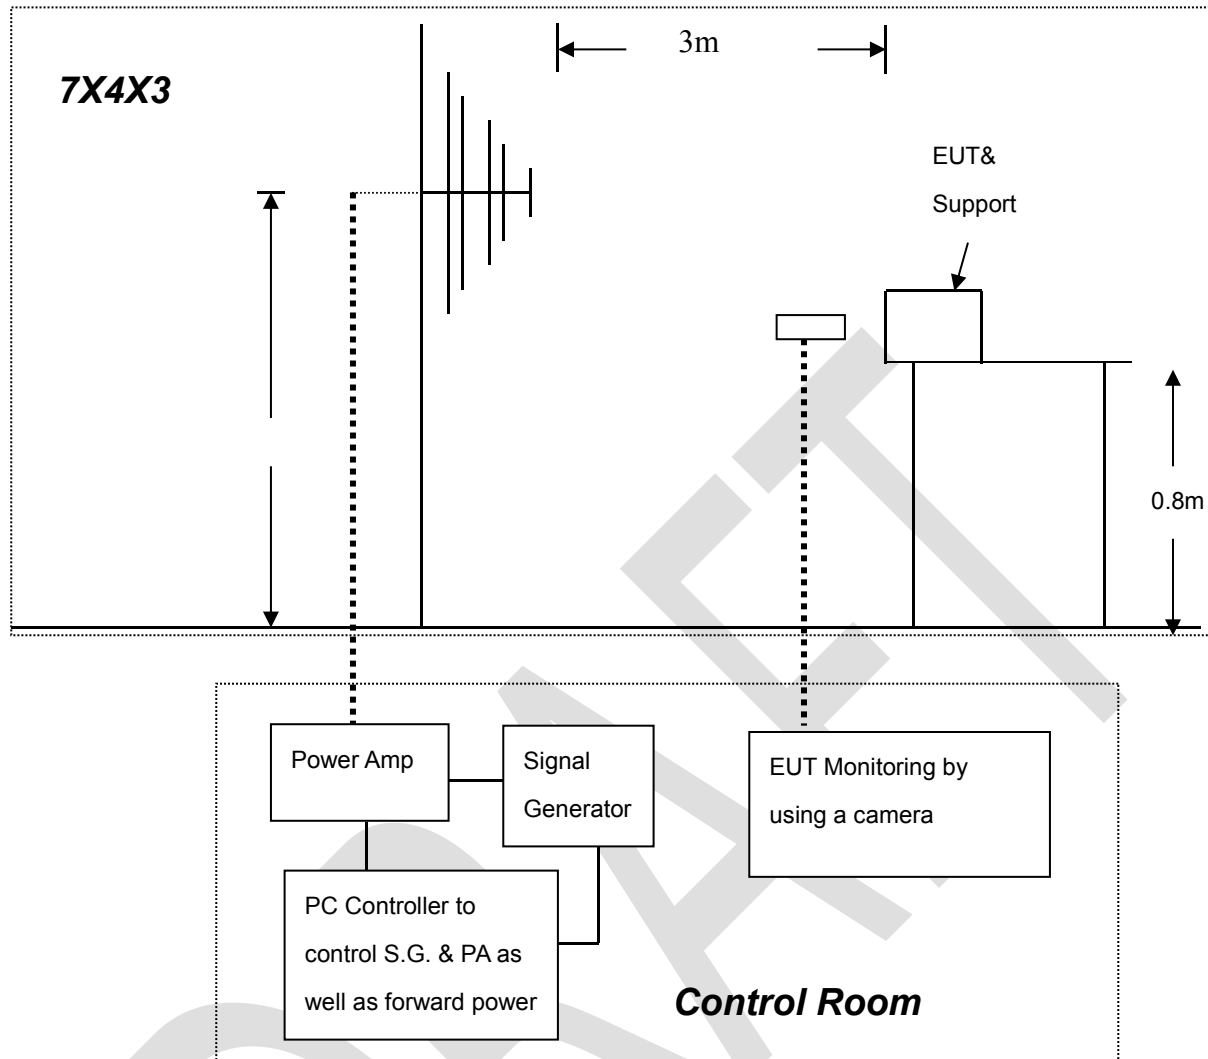 3m
7X4X3
EUT&
Support
0.8m
Power Amp
Signal
Generator
EUT Monitoring by
using a camera
PC Controller to
control S.G. & PA as
well as forward power
Control Room
DRAFT